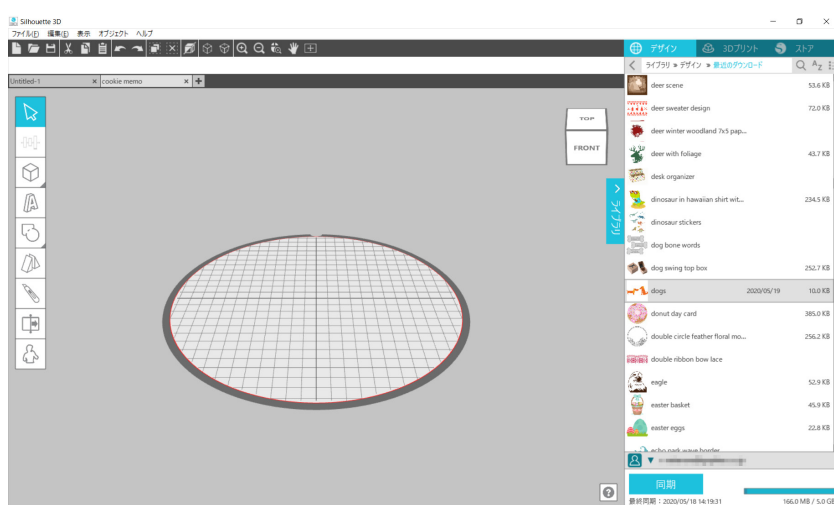 Silhouette 3D
ファイル(F) 編集(E) 表示 オブジェクト ヘルプ
デザイン 3Dプリント ストア
ライブラリ » デザイン » 最近のダウンロード
Untitled-1 × cookie memo ×
TOP
FRONT
ライブラリ
deer scene 53.6 KB
deer sweater design 72.0 KB
deer winter woodland 7x5 pap...
deer with foliage 43.7 KB
desk organizer
dinosaur in hawaiian shirt wit... 234.5 KB
dinosaur stickers
dog bone words
dog swing top box 252.7 KB
dogs 2020/05/19 10.0 KB
donut day card 385.0 KB
double circle feather floral mo... 256.2 KB
double ribbon bow lace
eagle 52.9 KB
easter basket 45.9 KB
easter eggs 22.8 KB
echo park wave border
同期
最終同期：2020/05/18 14:19:31 166.0 MB / 5.0 GB